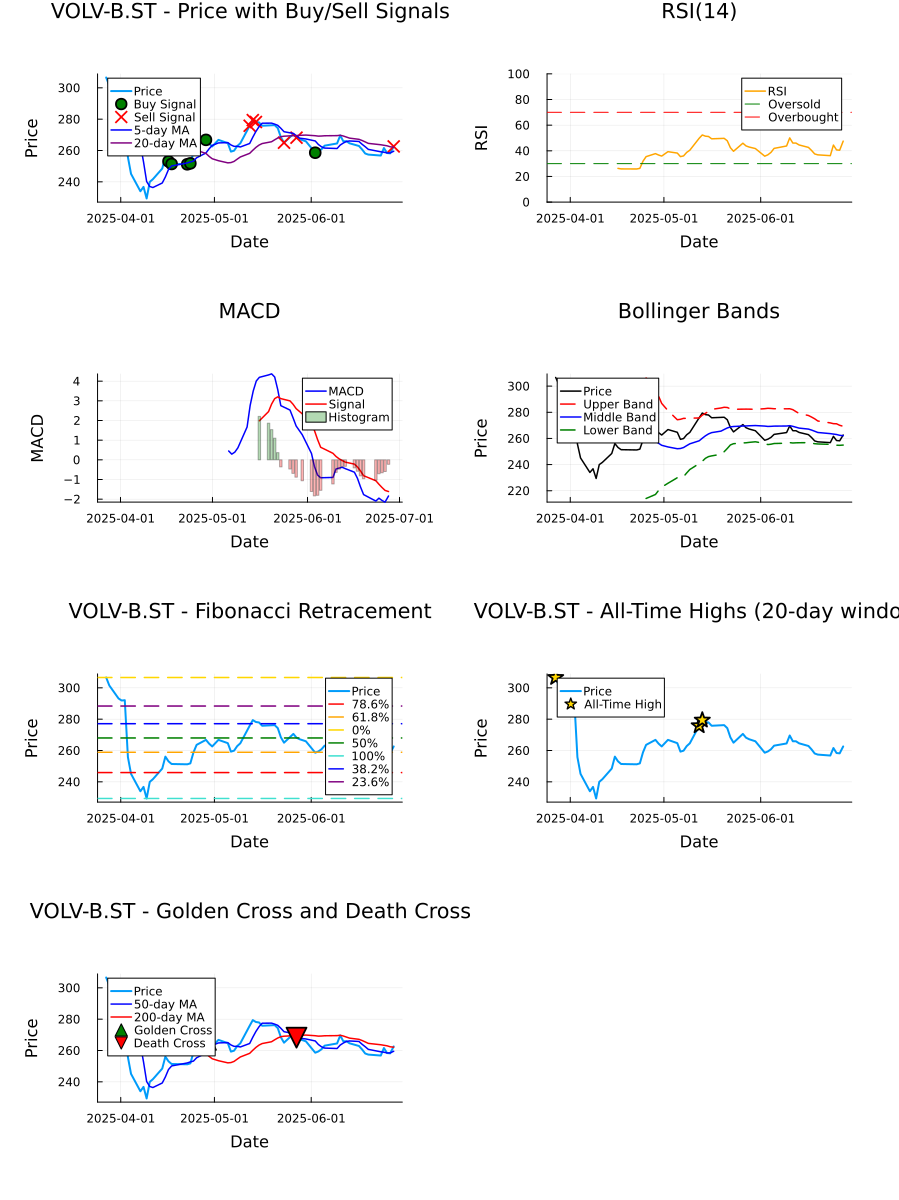 VOLV-B.ST - Price with Buy/Sell Signals
Price
300
280
260
240
Price
Buy Signal
Sell Signal
5-day MA
20-day MA
2025-04-01
2025-05-01
2025-06-01
Date
RSI(14)
RSI
100
80
60
40
20
0
RSI
Oversold
Overbought
2025-04-01
2025-05-01
2025-06-01
Date
MACD
MACD
4
3
2
1
0
−1
−2
MACD
Signal
Histogram
2025-04-01
2025-05-01
2025-06-01
2025-07-01
Date
Bollinger Bands
Price
300
280
260
240
220
Price
Upper Band
Middle Band
Lower Band
2025-04-01
2025-05-01
2025-06-01
Date
VOLV-B.ST - Fibonacci Retracement
Price
300
280
260
240
Price
78.6%
61.8%
0%
50%
100%
38.2%
23.6%
2025-04-01
2025-05-01
2025-06-01
Date
VOLV-B.ST - All-Time Highs (20-day windo
Price
300
280
260
240
Price
All-Time High
2025-04-01
2025-05-01
2025-06-01
Date
VOLV-B.ST - Golden Cross and Death Cross
Price
300
280
260
240
Price
50-day MA
200-day MA
Golden Cross
Death Cross
2025-04-01
2025-05-01
2025-06-01
Date